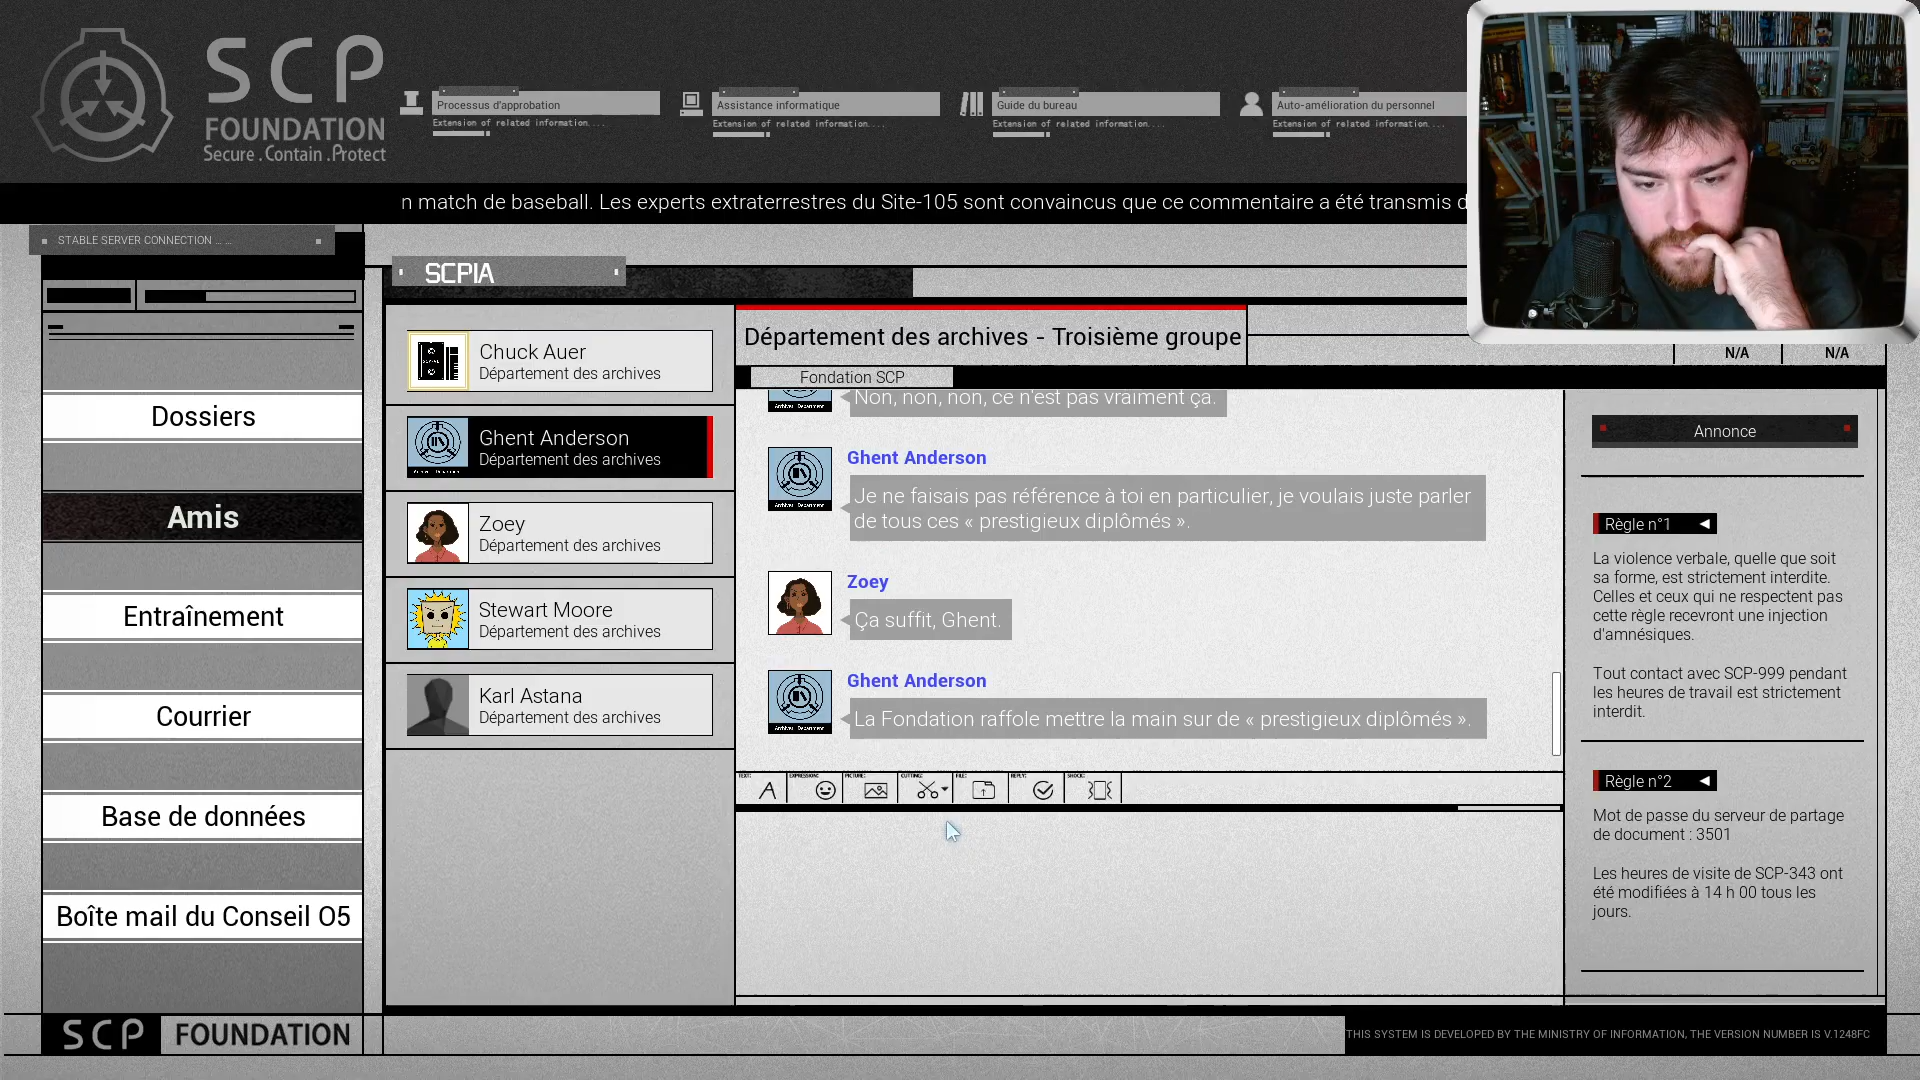 SCP
FOUNDATION
Secure . Contain . Protect
Processus d'approbation
Extension of related information....
Assistance informatique
Extension of related information....
Guide du bureau
Extension of related information....
Auto-amélioration du personnel
Extension of related information....
n match de baseball. Les experts extraterrestres du Site-105 sont convaincus que ce commentaire a été transmis d
STABLE SERVER CONNECTION ... ...
SCPIA
Dossiers
Amis
Entraînement
Courrier
Base de données
Boîte mail du Conseil O5
Chuck Auer
Département des archives
Ghent Anderson
Département des archives
Zoey
Département des archives
Stewart Moore
Département des archives
Karl Astana
Département des archives
Département des archives - Troisième groupe
Fondation SCP
N/A
N/A
Non, non, non, ce n'est pas vraiment ça.
Ghent Anderson
Je ne faisais pas référence à toi en particulier, je voulais juste parler
de tous ces « prestigieux diplômés ».
Zoey
Ça suffit, Ghent.
Ghent Anderson
La Fondation raffole mettre la main sur de « prestigieux diplômés ».
TEXT:
EXPRESSION:
PICTURE:
CUTTING:
FILE:
REPLY:
SHOCK:
Annonce
Règle n°1
La violence verbale, quelle que soit
sa forme, est strictement interdite.
Celles et ceux qui ne respectent pas
cette règle recevront une injection
d'amnésiques.
Tout contact avec SCP-999 pendant
les heures de travail est strictement
interdit.
Règle n°2
Mot de passe du serveur de partage
de document : 3501
Les heures de visite de SCP-343 ont
été modifiées à 14 h 00 tous les
jours.
SCP FOUNDATION
THIS SYSTEM IS DEVELOPED BY THE MINISTRY OF INFORMATION, THE VERSION NUMBER IS V.1248FC